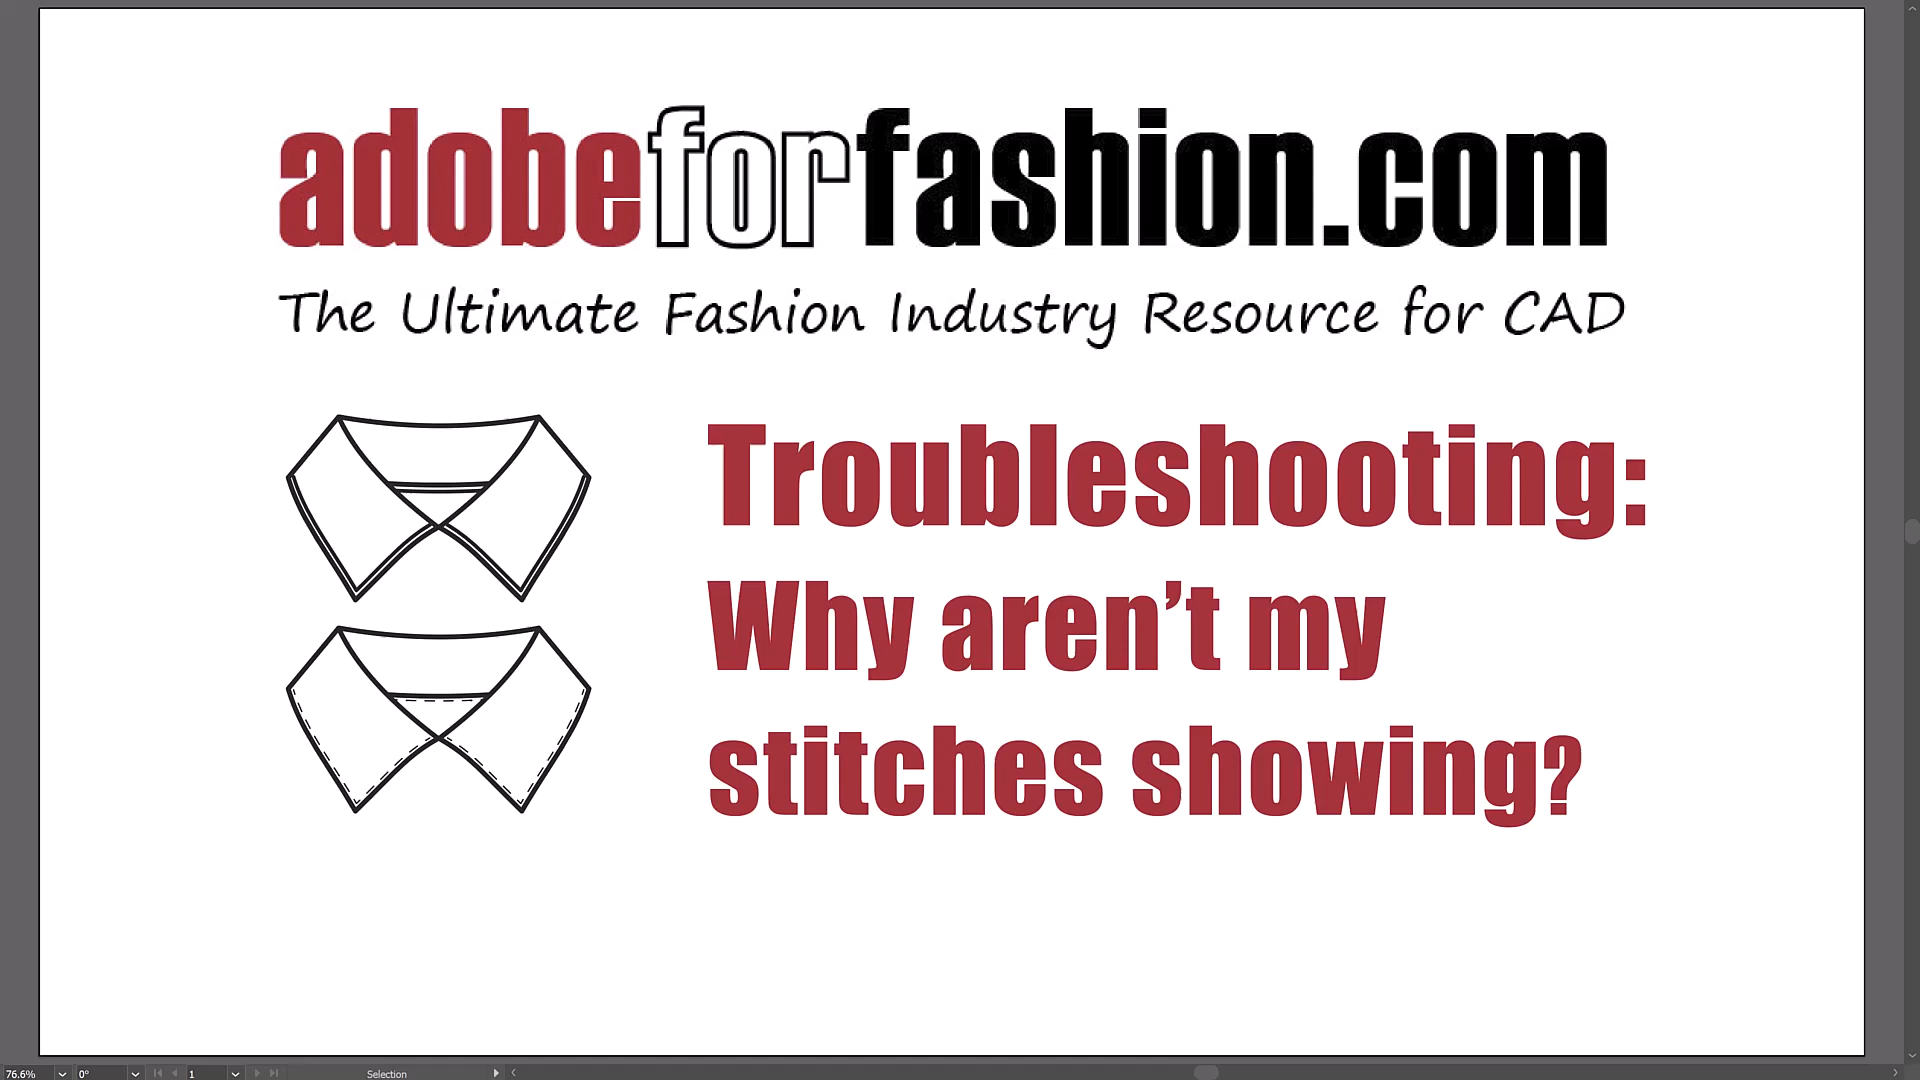 adobeforfashion.com
The Ultimate Fashion Industry Resource for CAD
Troubleshooting:
Why aren’t my
stitches showing?
76.6% 0° 1 Selection